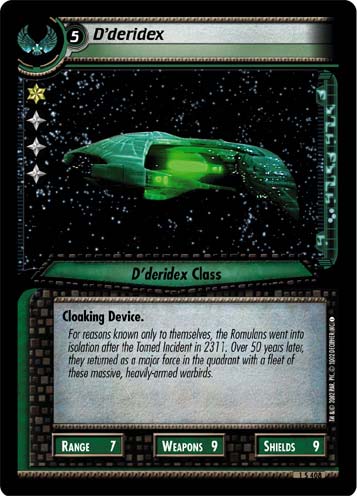 5 D'deridex
D'deridex Class
Cloaking Device.
For reasons known only to themselves, the Romulans went into
isolation after the Tomed Incident in 2311. Over 50 years later,
they returned as a major force in the quadrant with a fleet of
these massive, heavily-armed warbirds.
RANGE 7 WEAPONS 9 SHIELDS 9